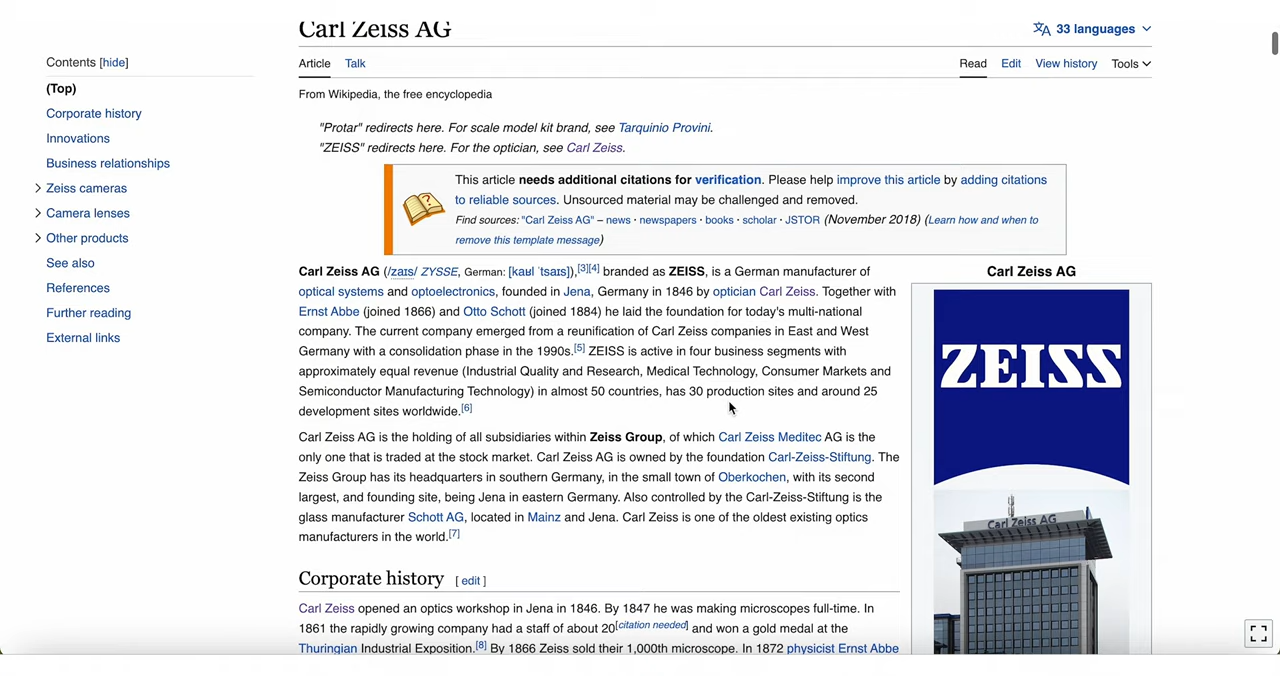 Carl Zeiss AG
33 languages
Contents [hide]
(Top)
Corporate history
Innovations
Business relationships
Zeiss cameras
Camera lenses
Other products
See also
References
Further reading
External links
Article Talk
Read Edit View history Tools
From Wikipedia, the free encyclopedia
"Protar" redirects here. For scale model kit brand, see Tarquinio Provini.
"ZEISS" redirects here. For the optician, see Carl Zeiss.
This article needs additional citations for verification. Please help improve this article by adding citations
to reliable sources. Unsourced material may be challenged and removed.
Find sources: "Carl Zeiss AG" – news · newspapers · books · scholar · JSTOR (November 2018) (Learn how and when to
remove this template message)
Carl Zeiss AG (/zaɪs/ ZYSSE, German: [kaʁl ˈtsaɪs]),[3][4] branded as ZEISS, is a German manufacturer of
optical systems and optoelectronics, founded in Jena, Germany in 1846 by optician Carl Zeiss. Together with
Ernst Abbe (joined 1866) and Otto Schott (joined 1884) he laid the foundation for today's multi-national
company. The current company emerged from a reunification of Carl Zeiss companies in East and West
Germany with a consolidation phase in the 1990s.[5] ZEISS is active in four business segments with
approximately equal revenue (Industrial Quality and Research, Medical Technology, Consumer Markets and
Semiconductor Manufacturing Technology) in almost 50 countries, has 30 production sites and around 25
development sites worldwide.[6]
Carl Zeiss AG is the holding of all subsidiaries within Zeiss Group, of which Carl Zeiss Meditec AG is the
only one that is traded at the stock market. Carl Zeiss AG is owned by the foundation Carl-Zeiss-Stiftung. The
Zeiss Group has its headquarters in southern Germany, in the small town of Oberkochen, with its second
largest, and founding site, being Jena in eastern Germany. Also controlled by the Carl-Zeiss-Stiftung is the
glass manufacturer Schott AG, located in Mainz and Jena. Carl Zeiss is one of the oldest existing optics
manufacturers in the world.[7]
Corporate history [ edit ]
Carl Zeiss opened an optics workshop in Jena in 1846. By 1847 he was making microscopes full-time. In
1861 the rapidly growing company had a staff of about 20[citation needed] and won a gold medal at the
Thuringian Industrial Exposition.[8] By 1866 Zeiss sold their 1,000th microscope. In 1872 physicist Ernst Abbe
Carl Zeiss AG
ZEISS
Carl Zeiss AG